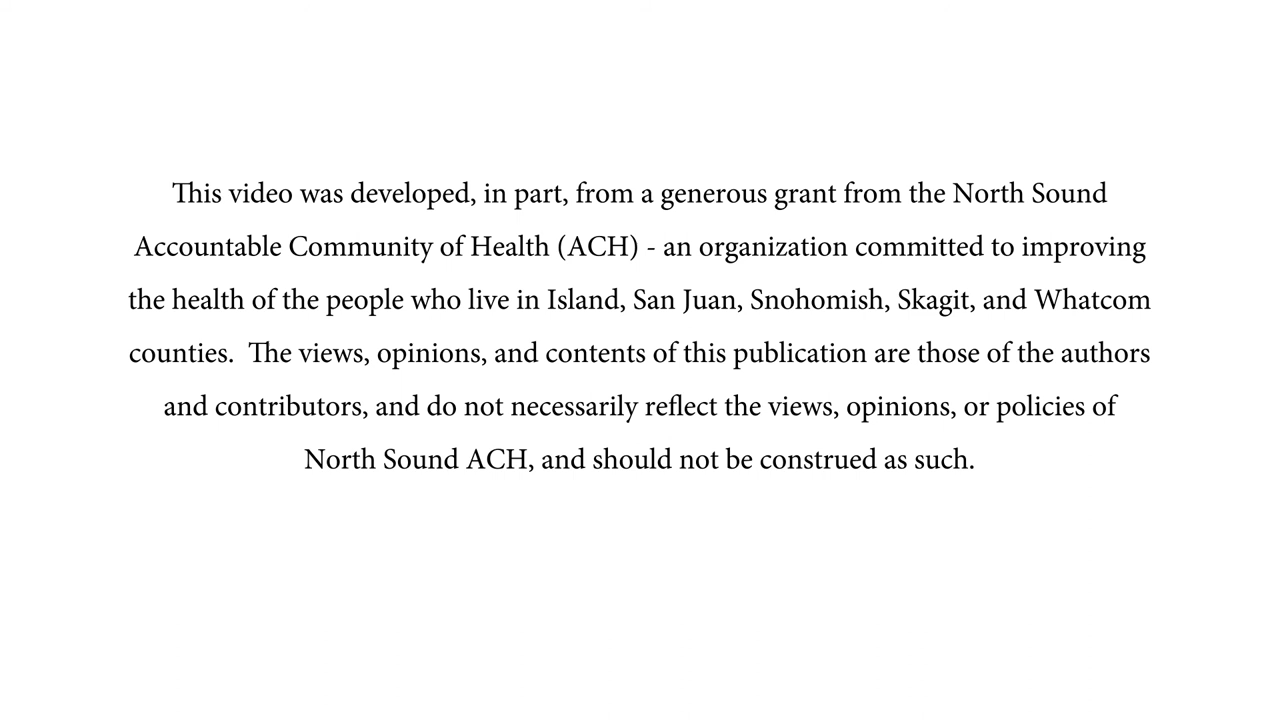 This video was developed, in part, from a generous grant from the North Sound
Accountable Community of Health (ACH) - an organization committed to improving
the health of the people who live in Island, San Juan, Snohomish, Skagit, and Whatcom
counties.  The views, opinions, and contents of this publication are those of the authors
and contributors, and do not necessarily reflect the views, opinions, or policies of
North Sound ACH, and should not be construed as such.